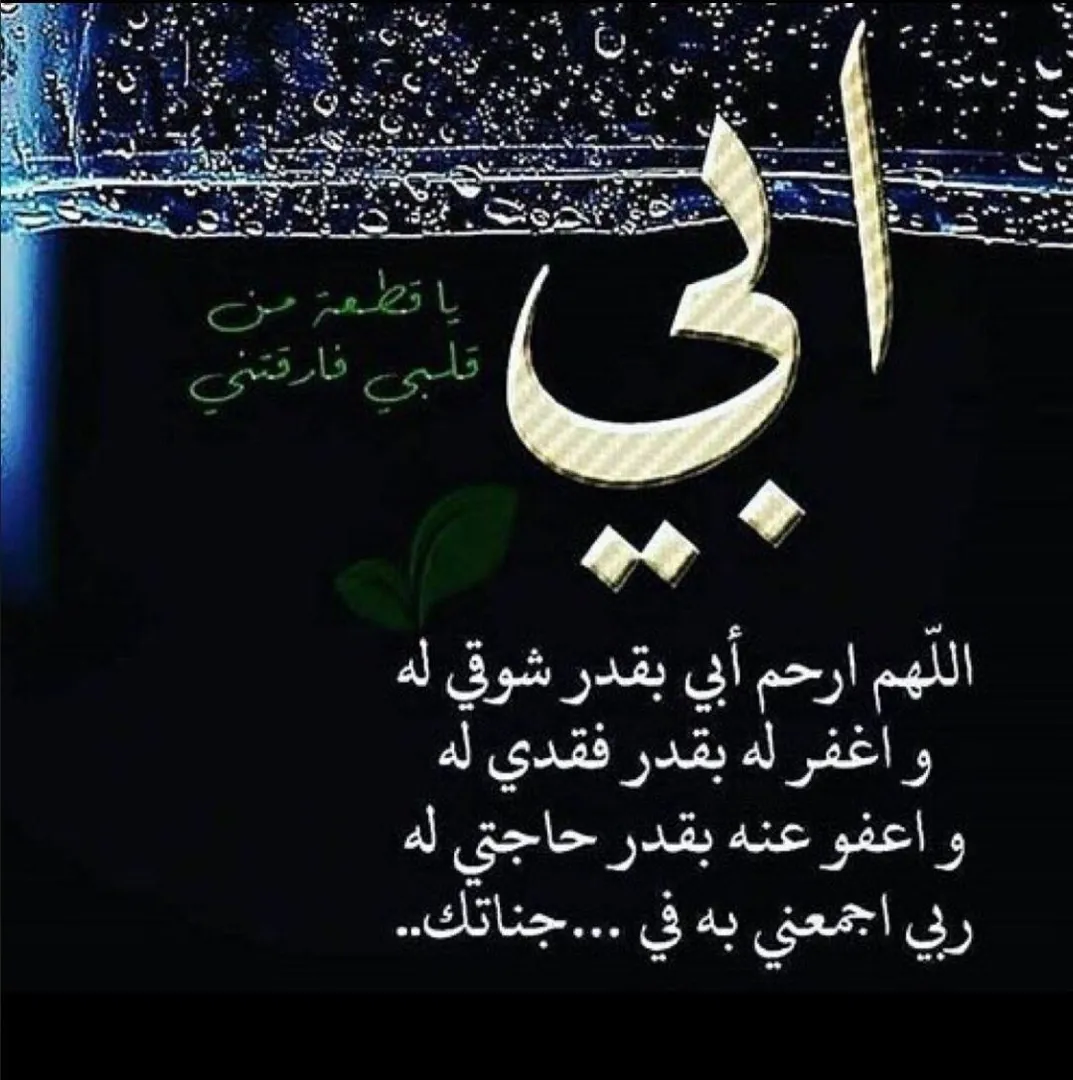 ابي
يا قطعة من
قلبي فارقتني
اللّهم ارحم أبي بقدر شوقي له
و اغفر له بقدر فقدي له
و اعفو عنه بقدر حاجتي له
ربي اجمعني به في ...جناتك..